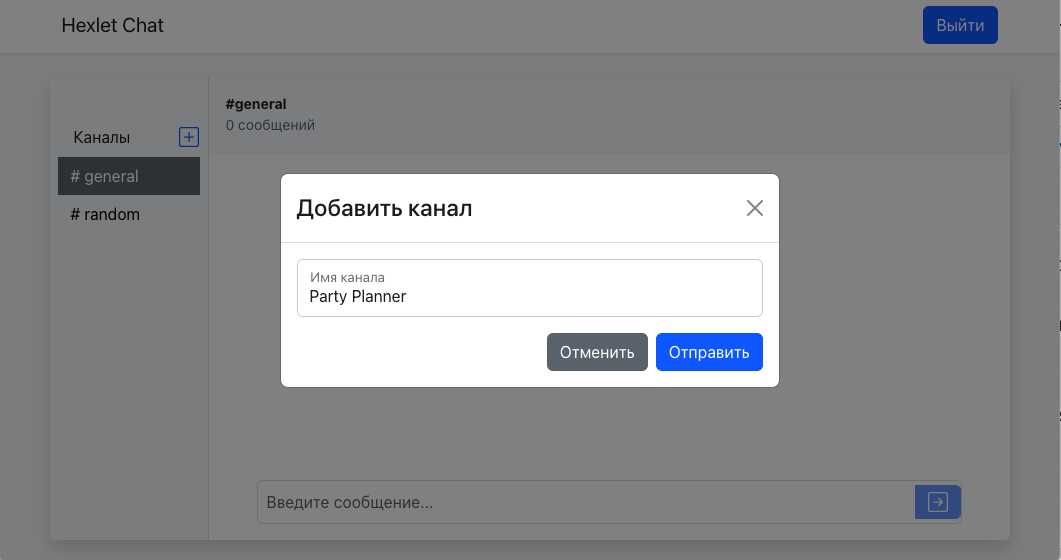 Hexlet Chat
Выйти
Каналы
# general
# random
#general
0 сообщений
Добавить канал
Имя канала
Party Planner
Отменить
Отправить
Введите сообщение...